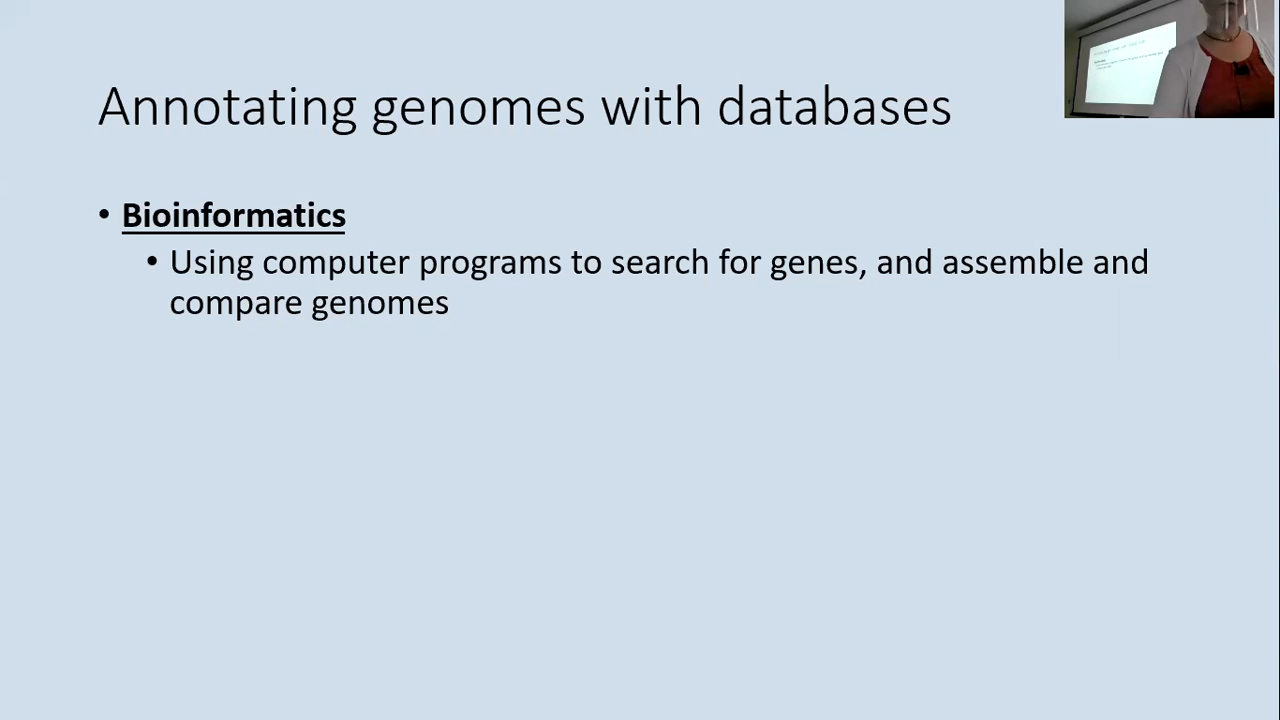 Annotating genomes with databases
• Bioinformatics
• Using computer programs to search for genes, and assemble and
compare genomes